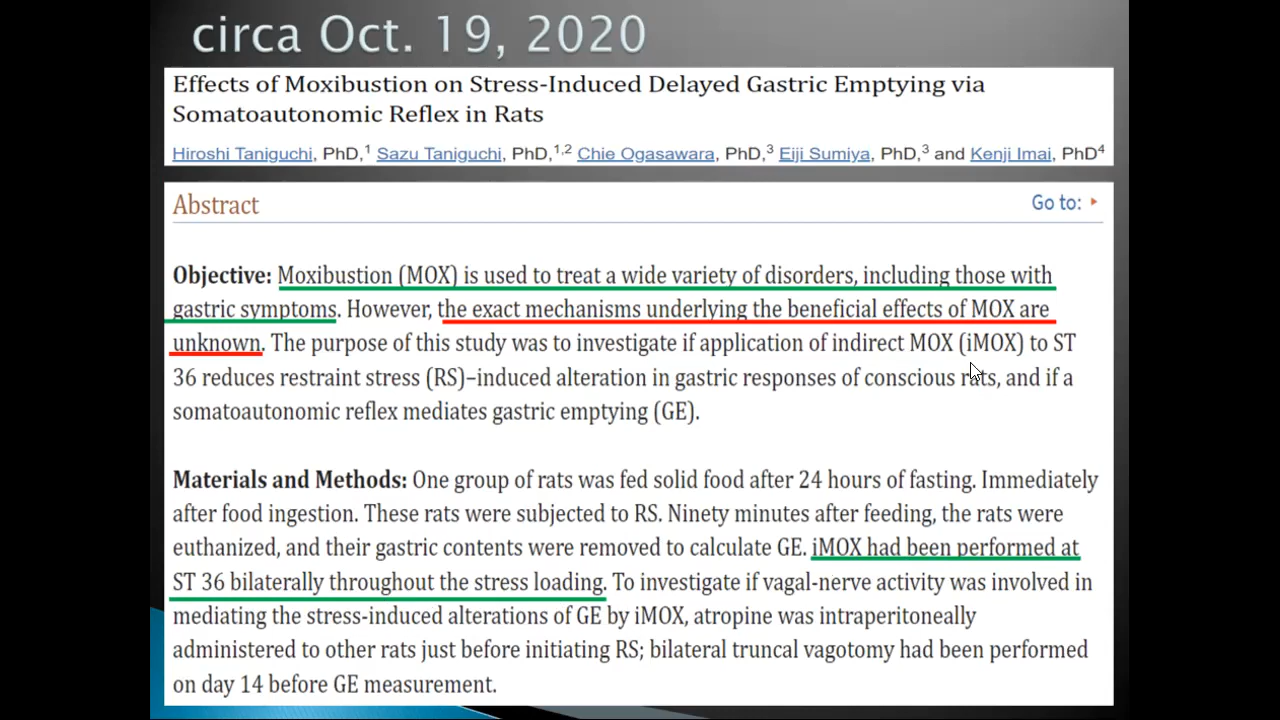 circa Oct. 19, 2020
Effects of Moxibustion on Stress-Induced Delayed Gastric Emptying via
Somatoautonomic Reflex in Rats
Hiroshi Taniguchi, PhD,1 Sazu Taniguchi, PhD,1,2 Chie Ogasawara, PhD,3 Eiji Sumiya, PhD,3 and Kenji Imai, PhD4
Abstract
Go to:
Objective: Moxibustion (MOX) is used to treat a wide variety of disorders, including those with
gastric symptoms. However, the exact mechanisms underlying the beneficial effects of MOX are
unknown. The purpose of this study was to investigate if application of indirect MOX (iMOX) to ST
36 reduces restraint stress (RS)–induced alteration in gastric responses of conscious rats, and if a
somatoautonomic reflex mediates gastric emptying (GE).
Materials and Methods: One group of rats was fed solid food after 24 hours of fasting. Immediately
after food ingestion. These rats were subjected to RS. Ninety minutes after feeding, the rats were
euthanized, and their gastric contents were removed to calculate GE. iMOX had been performed at
ST 36 bilaterally throughout the stress loading. To investigate if vagal-nerve activity was involved in
mediating the stress-induced alterations of GE by iMOX, atropine was intraperitoneally
administered to other rats just before initiating RS; bilateral truncal vagotomy had been performed
on day 14 before GE measurement.